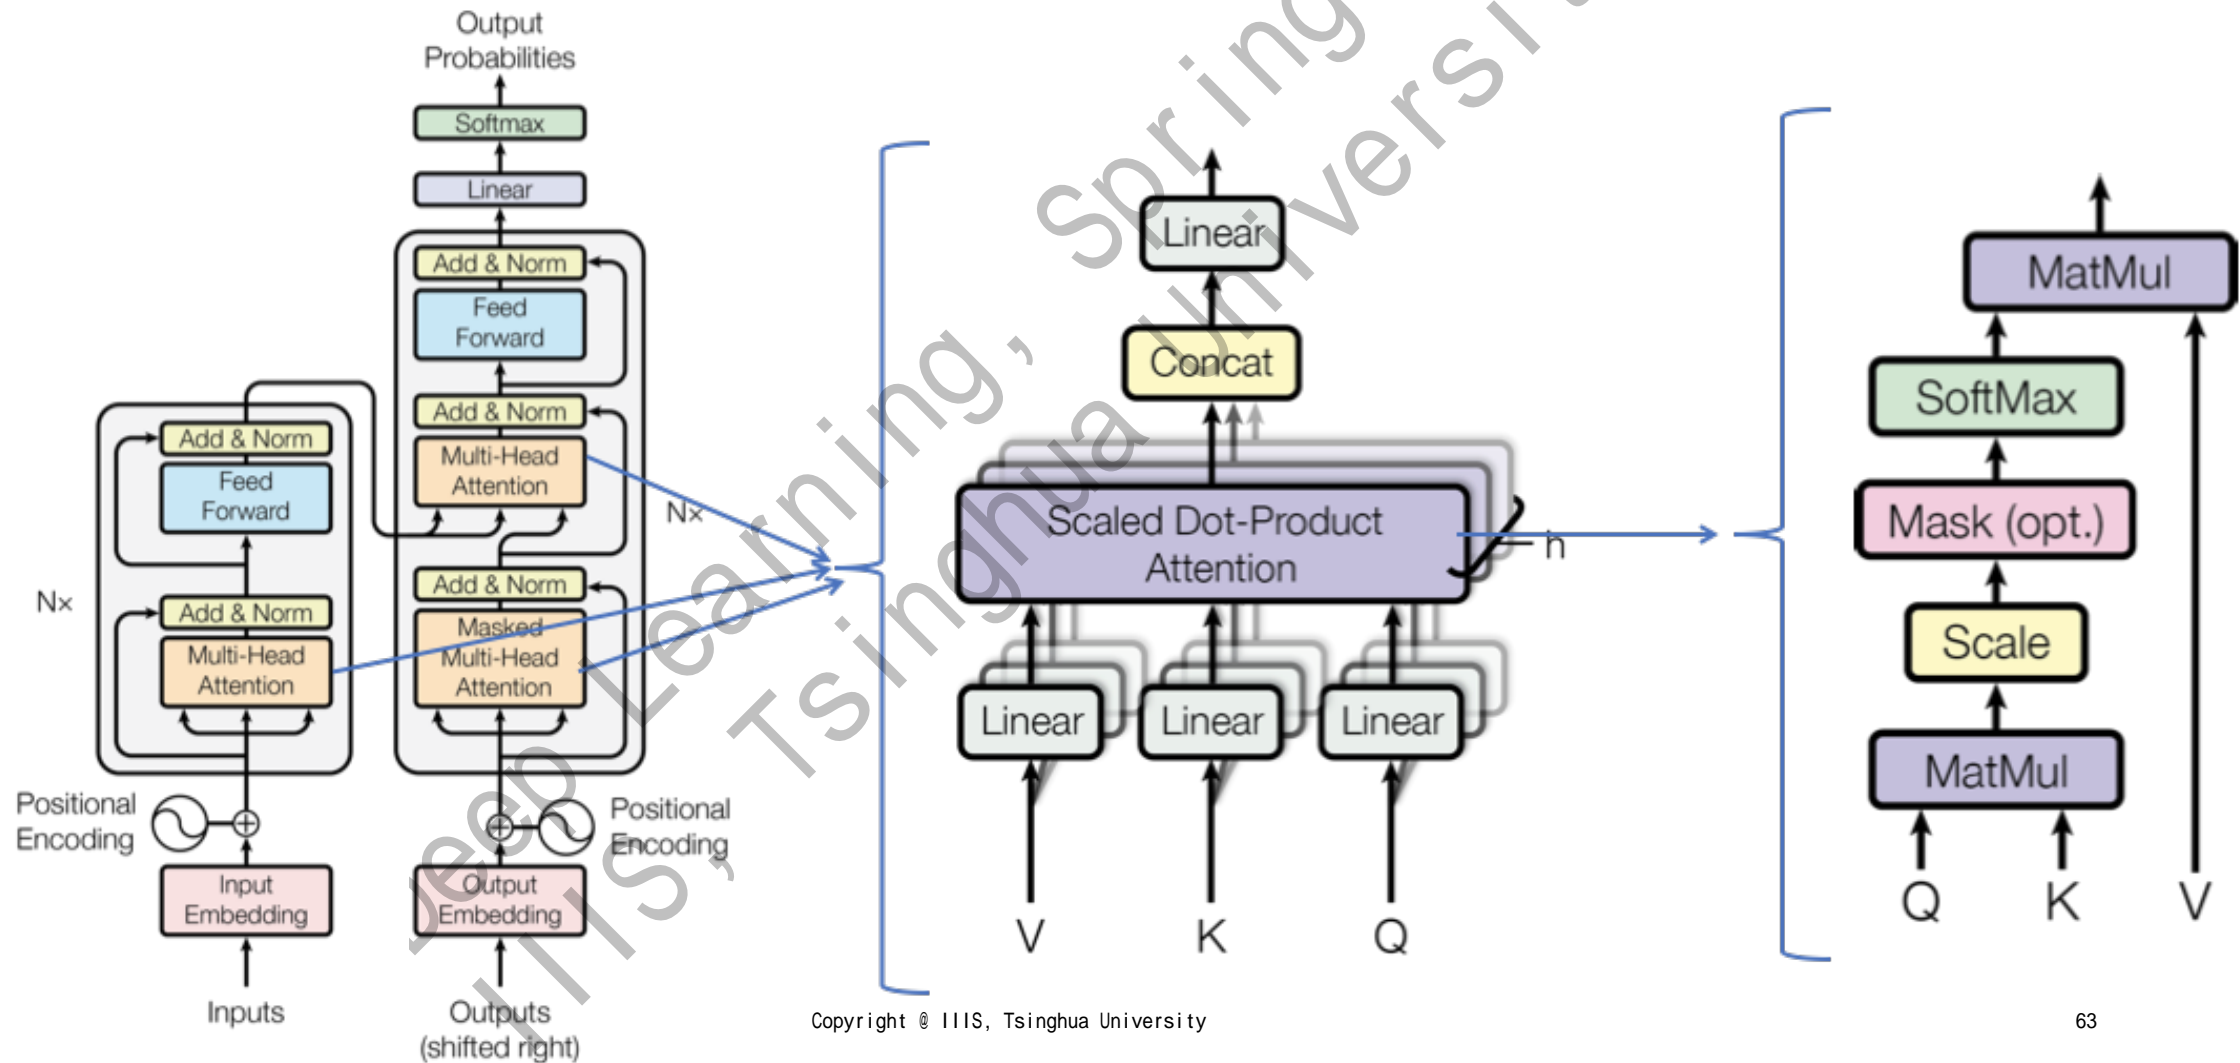 Output
Probabilities
Softmax
Linear
Add & Norm
Feed
Forward
Add & Norm
Multi-Head
Attention
N×
Add & Norm
Masked
Multi-Head
Attention
Positional
Encoding
Output
Embedding
Outputs
(shifted right)
Add & Norm
Feed
Forward
N×
Add & Norm
Multi-Head
Attention
Positional
Encoding
Input
Embedding
Inputs
Linear
Concat
Scaled Dot-Product
Attention
h
Linear
Linear
Linear
V
K
Q
MatMul
SoftMax
Mask (opt.)
Scale
MatMul
Q
K
V
Deep Learning, Spring
IIIS, Tsinghua Universit
Copyright @ IIIS, Tsinghua University
63